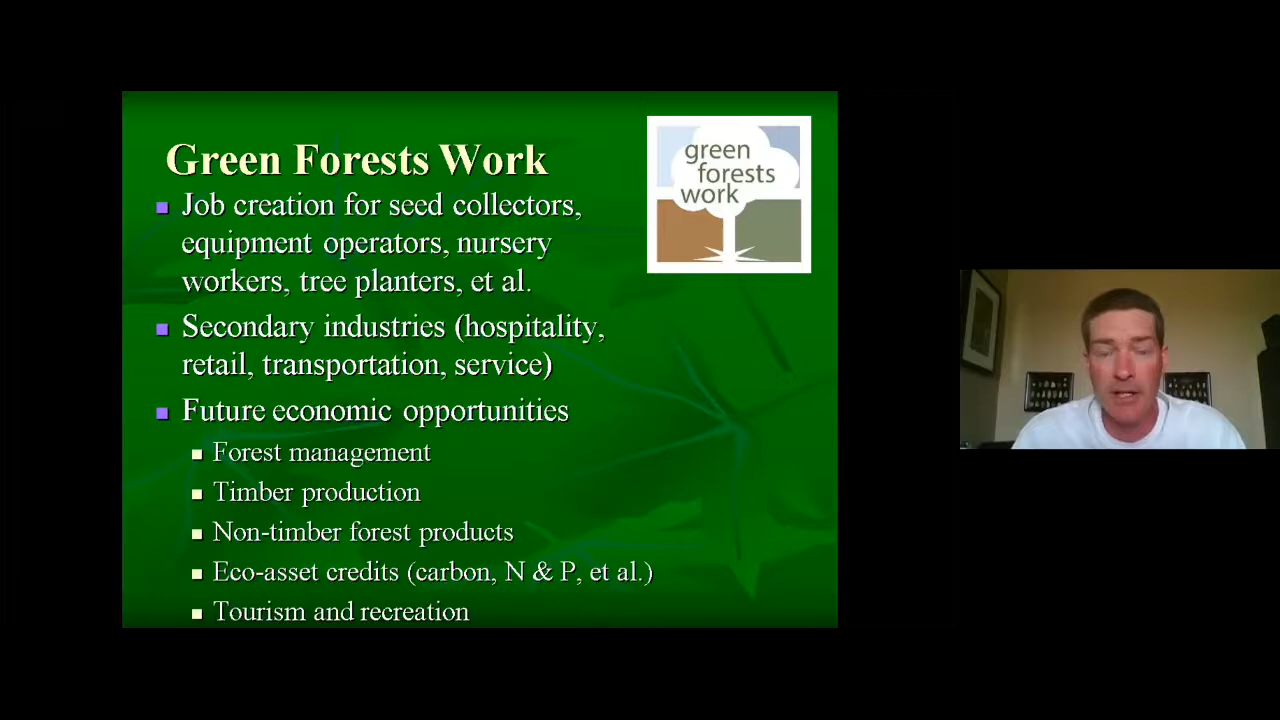 Green Forests Work
Job creation for seed collectors,
equipment operators, nursery
workers, tree planters, et al.
Secondary industries (hospitality,
retail, transportation, service)
Future economic opportunities
Forest management
Timber production
Non-timber forest products
Eco-asset credits (carbon, N & P, et al.)
Tourism and recreation
green
forests
work